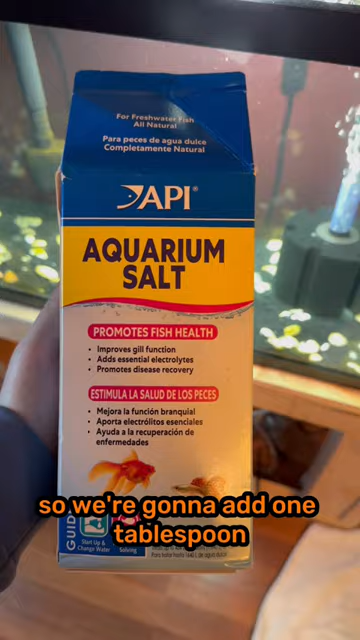 For Freshwater Fish
All Natural
Para peces de agua dulce
Completamente Natural
API®
AQUARIUM
SALT
PROMOTES FISH HEALTH
• Improves gill function
• Adds essential electrolytes
• Promotes disease recovery
ESTIMULA LA SALUD DE LOS PECES
• Mejora la función branquial
• Aporta electrólitos esenciales
• Ayuda a la recuperación de
enfermedades
so we're gonna add one
tablespoon
GUID
Start Up &
Change Water
Solving